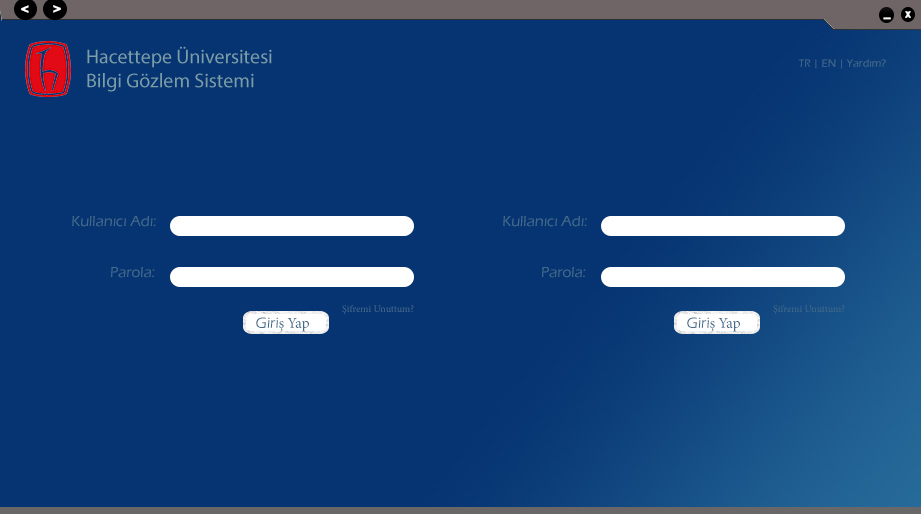 Hacettepe Üniversitesi
Bilgi Gözlem Sistemi
TR | EN | Yardım?
Kullanıcı Adı:
Parola:
Şifremi Unuttum?
Giriş Yap
Kullanıcı Adı:
Parola:
Şifremi Unuttum?
Giriş Yap